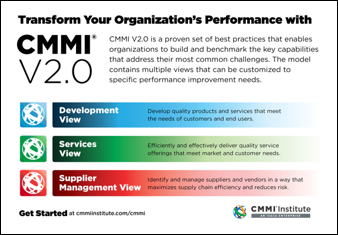 Transform Your Organization's Performance with
CMMI®
V2.0
CMMI V2.0 is a proven set of best practices that enables
organizations to build and benchmark the key capabilities
that address their most common challenges. The model
contains multiple views that can be customized to
specific performance improvement needs.
Development
View
Develop quality products and services that meet
the needs of customers and end users.
Services
View
Efficiently and effectively deliver quality service
offerings that meet market and customer needs.
Supplier
Management View
Identify and manage suppliers and vendors in a way that
maximizes supply chain efficiency and reduces risk.
Get Started at cmmiinstitute.com/cmmi
CMMI Institute
AN ISACA ENTERPRISE